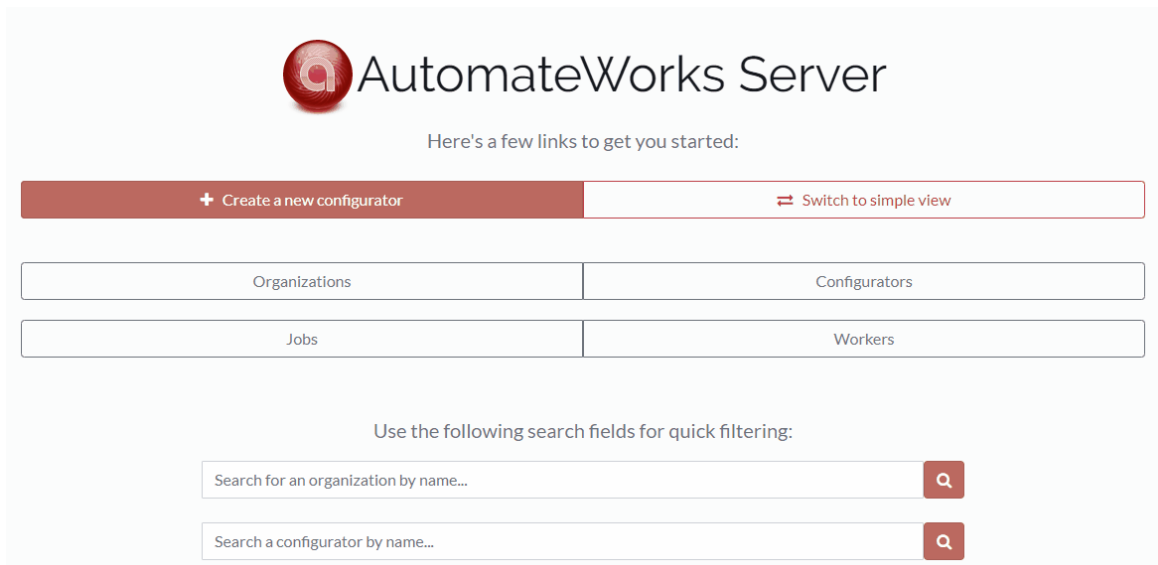 AutomateWorks Server
Here's a few links to get you started:
Create a new configurator
Switch to simple view
Organizations
Configurators
Jobs
Workers
Use the following search fields for quick filtering:
Search for an organization by name...
Search a configurator by name...